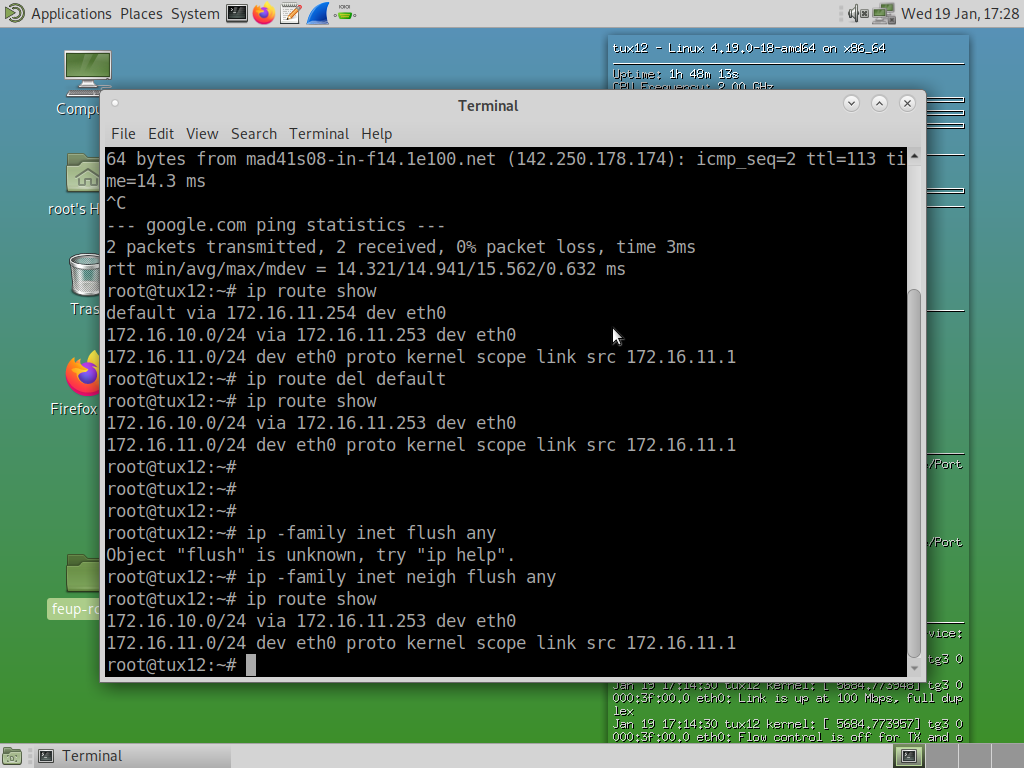 Applications Places System
Wed 19 Jan, 17:28
tux12 - Linux 4.19.0-18-amd64 on x86_64
Uptime: 1h 48m 13s
CPU Frequency: 2.00 GHz
Compu
root's H
Tras
Firefox
feup-ro
Terminal
File Edit View Search Terminal Help
64 bytes from mad41s08-in-f14.1e100.net (142.250.178.174): icmp_seq=2 ttl=113 ti
me=14.3 ms
^C
--- google.com ping statistics ---
2 packets transmitted, 2 received, 0% packet loss, time 3ms
rtt min/avg/max/mdev = 14.321/14.941/15.562/0.632 ms
root@tux12:~# ip route show
default via 172.16.11.254 dev eth0
172.16.10.0/24 via 172.16.11.253 dev eth0
172.16.11.0/24 dev eth0 proto kernel scope link src 172.16.11.1
root@tux12:~# ip route del default
root@tux12:~# ip route show
172.16.10.0/24 via 172.16.11.253 dev eth0
172.16.11.0/24 dev eth0 proto kernel scope link src 172.16.11.1
root@tux12:~#
root@tux12:~#
root@tux12:~#
root@tux12:~# ip -family inet flush any
Object "flush" is unknown, try "ip help".
root@tux12:~# ip -family inet neigh flush any
root@tux12:~# ip route show
172.16.10.0/24 via 172.16.11.253 dev eth0
172.16.11.0/24 dev eth0 proto kernel scope link src 172.16.11.1
root@tux12:~#
/Port
/Port
vice:
tg3 0
Jan 19 17:14:30 tux12 kernel: [ 5684.773948] tg3 0
000:3f:00.0 eth0: Link is up at 100 Mbps, full dup
lex
Jan 19 17:14:30 tux12 kernel: [ 5684.773957] tg3 0
000:3f:00.0 eth0: Flow control is off for TX and o
Terminal